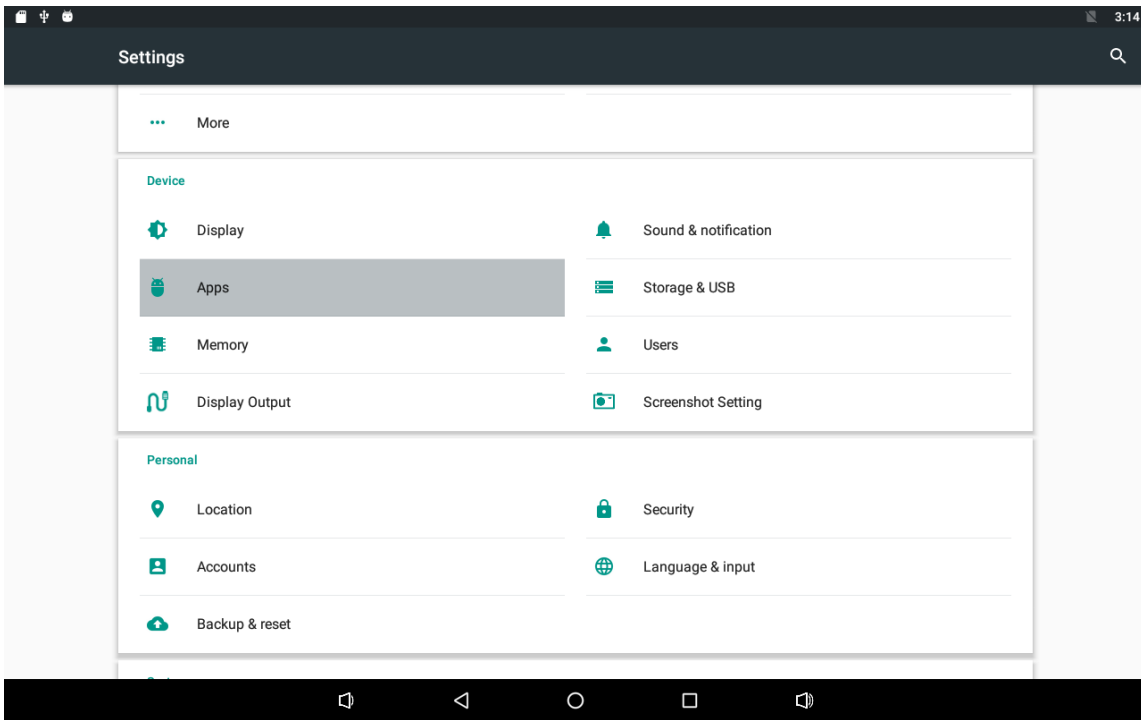 3:14
Settings
More
Device
Display
Sound & notification
Apps
Storage & USB
Memory
Users
Display Output
Screenshot Setting
Personal
Location
Security
Accounts
Language & input
Backup & reset